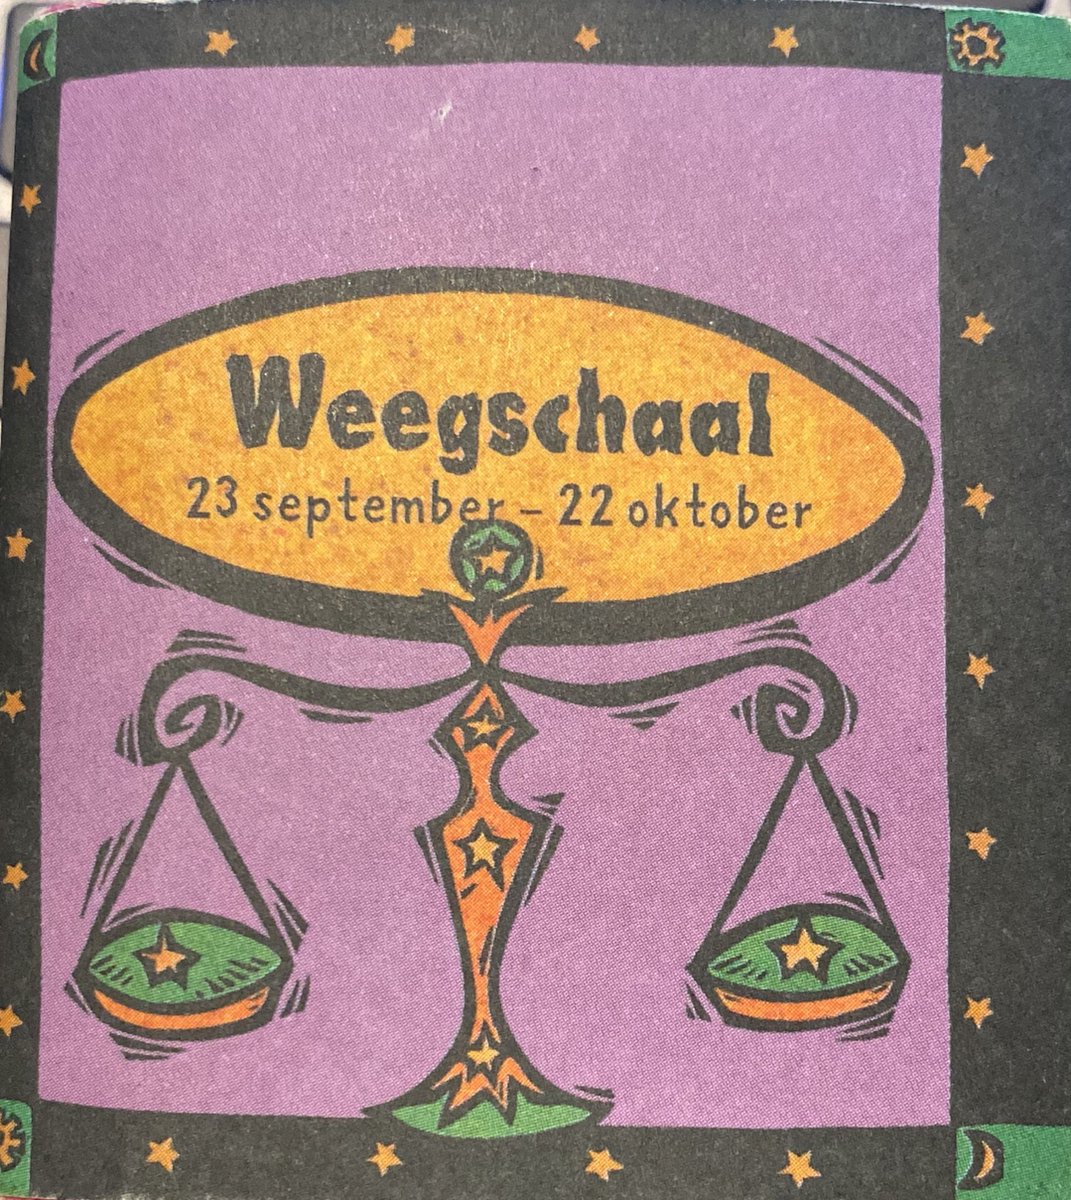 Weegschaal
23 september – 22 oktober